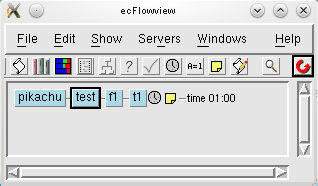 ecFlowview
File Edit Show Servers Windows Help
? A=1
pikachu test f1 t1 time 01:00